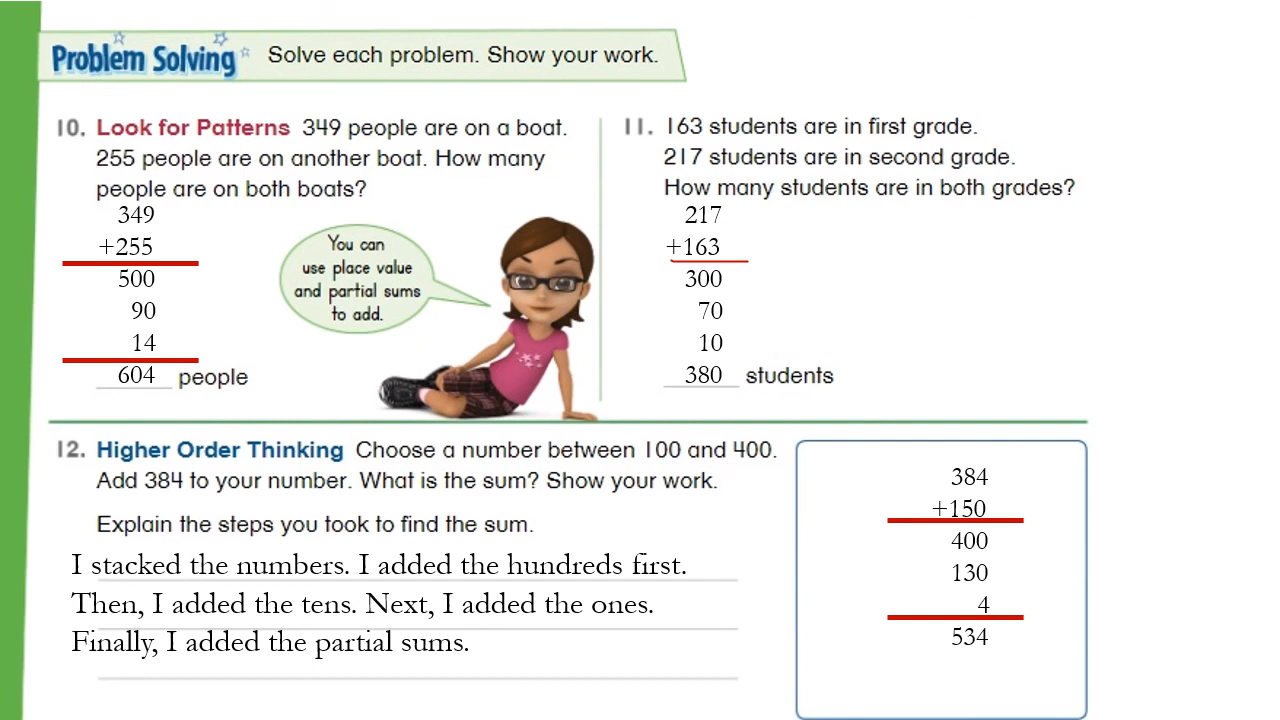 Problem Solving Solve each problem. Show your work.
10. Look for Patterns 349 people are on a boat.
255 people are on another boat. How many
people are on both boats?
349
+255
500
90
14
604 people
You can
use place value
and partial sums
to add.
11. 163 students are in first grade.
217 students are in second grade.
How many students are in both grades?
217
+163
300
70
10
380 students
12. Higher Order Thinking Choose a number between 100 and 400.
Add 384 to your number. What is the sum? Show your work.
Explain the steps you took to find the sum.
I stacked the numbers. I added the hundreds first.
Then, I added the tens. Next, I added the ones.
Finally, I added the partial sums.
384
+150
400
130
4
534